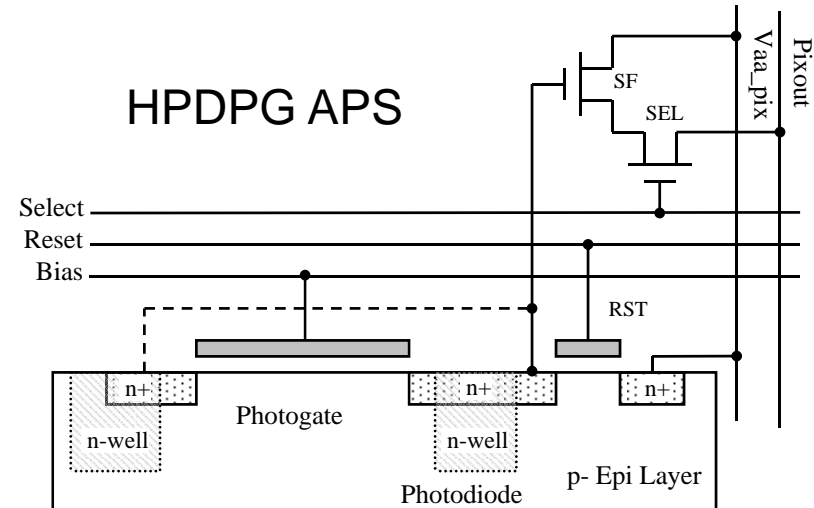 HPDPG APS
SF
SEL
Vaa_pix
Pixout
Select
Reset
Bias
RST
n+
n+
n+
Photogate
n-well
n-well
p- Epi Layer
Photodiode